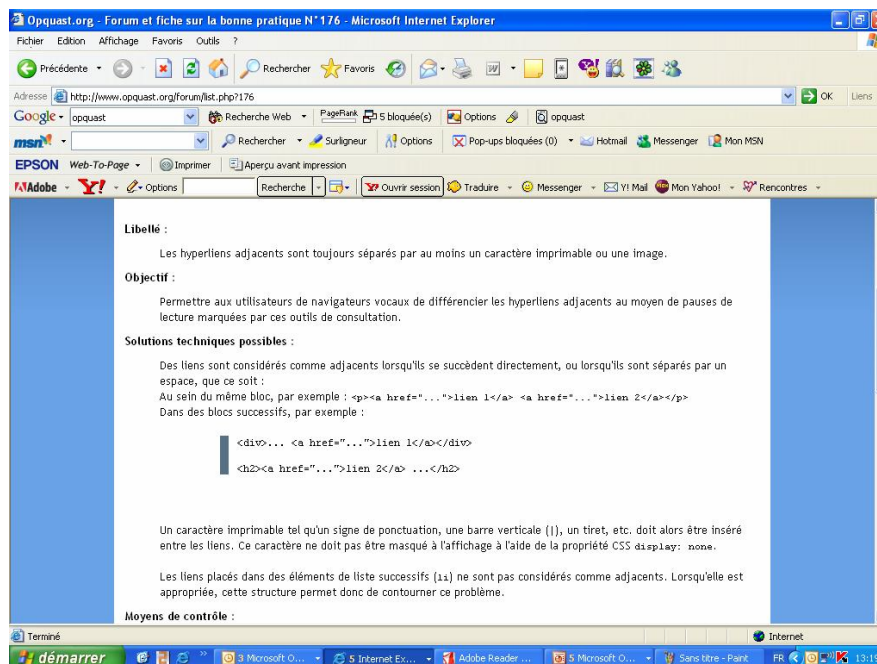 Opquast.org - Forum et fiche sur la bonne pratique N°176 - Microsoft Internet Explorer
Fichier Edition Affichage Favoris Outils ?
Précédente Rechercher Favoris
Adresse http://www.opquast.org/forum/list.php?176 OK Liens
Google opquast Recherche Web PageRank 5 bloquée(s) Options opquast
msn Rechercher Surligneur Options Pop-ups bloquées (0) Hotmail Messenger Mon MSN
EPSON Web-To-Page Imprimer Aperçu avant impression
Adobe Y! Options Recherche Ouvrir session Traduire Messenger Y! Mail Mon Yahoo! Rencontres
Libellé :
Les hyperliens adjacents sont toujours séparés par au moins un caractère imprimable ou une image.
Objectif :
Permettre aux utilisateurs de navigateurs vocaux de différencier les hyperliens adjacents au moyen de pauses de
lecture marquées par ces outils de consultation.
Solutions techniques possibles :
Des liens sont considérés comme adjacents lorsqu'ils se succèdent directement, ou lorsqu'ils sont séparés par un
espace, que ce soit :
Au sein du même bloc, par exemple : <p><a href="...">lien 1</a> <a href="...">lien 2</a></p>
Dans des blocs successifs, par exemple :
<div>... <a href="...">lien 1</a></div>
<h2><a href="...">lien 2</a> ...</h2>
Un caractère imprimable tel qu'un signe de ponctuation, une barre verticale (|), un tiret, etc. doit alors être inséré
entre les liens. Ce caractère ne doit pas être masqué à l'affichage à l'aide de la propriété CSS display: none.
Les liens placés dans des éléments de liste successifs (li) ne sont pas considérés comme adjacents. Lorsqu'elle est
appropriée, cette structure permet donc de contourner ce problème.
Moyens de contrôle :
Terminé Internet
démarrer 3 Microsoft O... 5 Internet Ex... Adobe Reader ... 5 Microsoft O... Sans titre - Paint FR 13:19